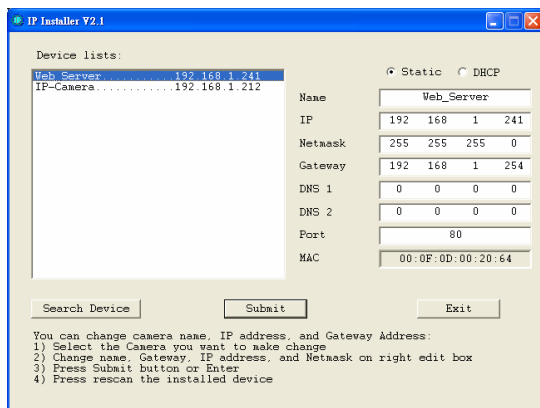 IP Installer V2.1
Device lists:
Web_Server...........192.168.1.241
IP-Camera............192.168.1.212
Static DHCP
Name Web_Server
IP 192 168 1 241
Netmask 255 255 255 0
Gateway 192 168 1 254
DNS 1 0 0 0 0
DNS 2 0 0 0 0
Port 80
MAC 00:0F:0D:00:20:64
Search Device Submit Exit
You can change camera name, IP address, and Gateway Address:
1) Select the Camera you want to make change
2) Change name, Gateway, IP address, and Netmask on right edit box
3) Press Submit button or Enter
4) Press rescan the installed device